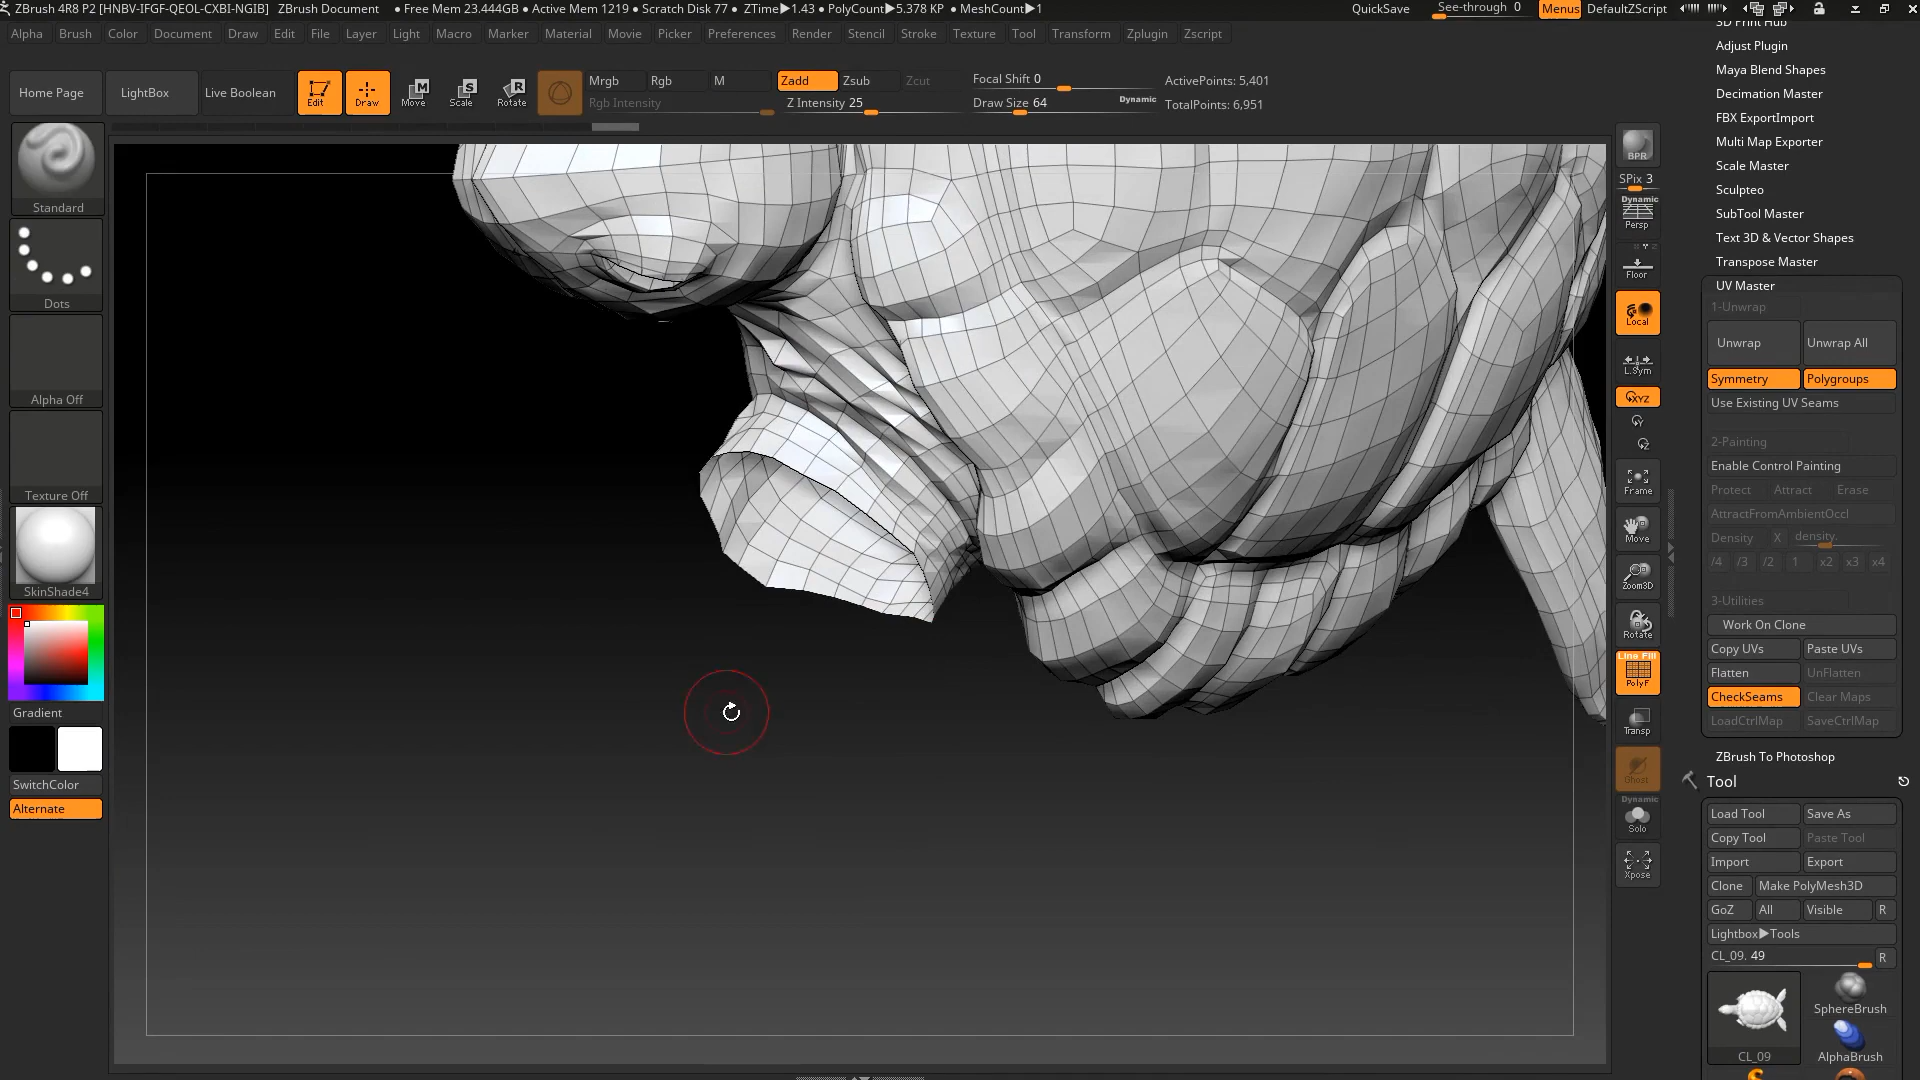 ZBrush 4R8 P2 [HNBV-IFGF-QEOL-CXBI-NGIB] ZBrush Document • Free Mem 23.444GB • Active Mem 1219 • Scratch Disk 77 • ZTime▶1.43 • PolyCount▶5.378 KP • MeshCount▶1 QuickSave See-through 0 Menus DefaultZScript
Alpha Brush Color Document Draw Edit File Layer Light Macro Marker Material Movie Picker Preferences Render Stencil Stroke Texture Tool Transform Zplugin Zscript
Home Page LightBox Live Boolean Edit Draw Move Scale Rotate
Mrgb Rgb M Zadd Zsub Zcut
Rgb Intensity Z Intensity 25
Focal Shift 0
Draw Size 64 Dynamic
ActivePoints: 5,401
TotalPoints: 6,951
Standard
Dots
Alpha Off
Texture Off
SkinShade4
Gradient
SwitchColor
Alternate
BPR
SPix 3
Dynamic
Persp
Floor
Local
L.Sym
XYZ
Frame
Move
Zoom3D
Rotate
Line Fill
PolyF
Transp
Ghost
Dynamic
Solo
Xpose
3D Print Hub
Adjust Plugin
Maya Blend Shapes
Decimation Master
FBX ExportImport
Multi Map Exporter
Scale Master
Sculpteo
SubTool Master
Text 3D & Vector Shapes
Transpose Master
UV Master
1-Unwrap
Unwrap Unwrap All
Symmetry Polygroups
Use Existing UV Seams
2-Painting
Enable Control Painting
Protect Attract Erase
AttractFromAmbientOccl
Density X density.
/4 /3 /2 1 x2 x3 x4
3-Utilities
Work On Clone
Copy UVs Paste UVs
Flatten UnFlatten
CheckSeams Clear Maps
LoadCtrlMap SaveCtrlMap
ZBrush To Photoshop
Tool
Load Tool Save As
Copy Tool Paste Tool
Import Export
Clone Make PolyMesh3D
GoZ All Visible R
Lightbox▶Tools
CL_09. 49 R
SphereBrush
CL_09 AlphaBrush